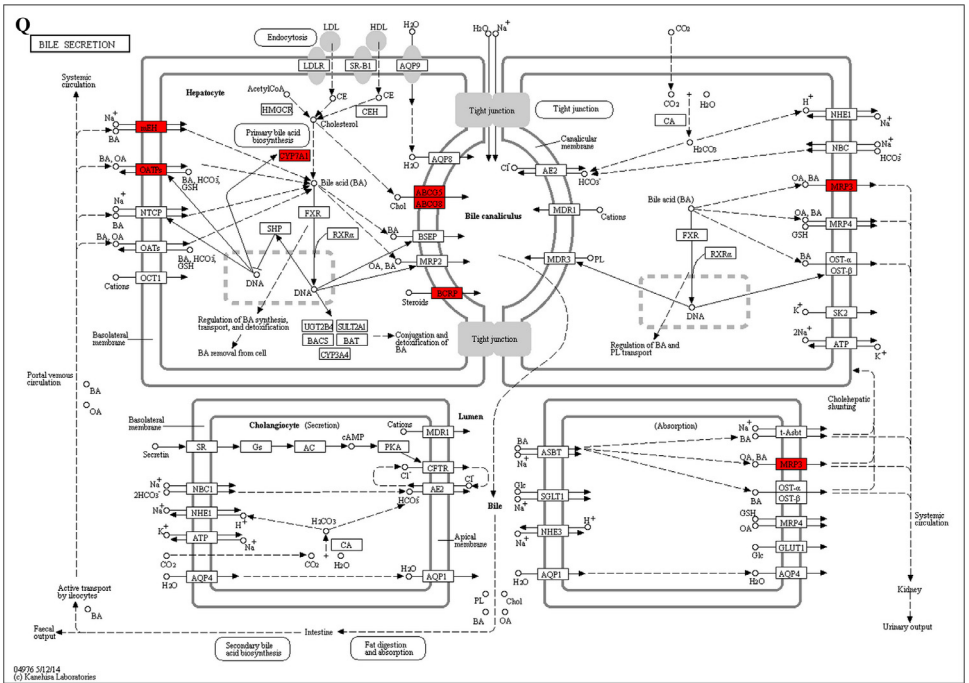 Q
BILE SECRETION
Systemic
circulation
Endocytosis
LDL
HDL
H2O
H2O
Na+
CO2
LDLR
SR-B1
AQP9
Hepatocyte
AcetylCoA
HMGCR
CE
CE
CEH
Cholesterol
Primary bile acid
biosynthesis
CYP7A1
Tight junction
Tight junction
Canalicular
membrane
CO2
H2O
CA
H2CO3
H+
NHE1
Na+
NBC
Na+
HCO3-
Na+
BA
mEH
BA, OA
OATPs
BA, HCO3-,
GSH
Na+
NTCP
BA
BA, OA
OATs
BA, HCO3-,
GSH
OCT1
Cations
Bile acid (BA)
FXR
SHP
RXRα
DNA
DNA
H2O
AQP8
Chol
ABCG5
ABCG8
BA
BSEP
OA, BA
MRP2
Steroids
BCRP
Bile canaliculus
Cl-
AE2
HCO3-
MDR1
Cations
MDR3
PL
Bile acid (BA)
FXR
RXRα
DNA
OA, BA
MRP3
OA, BA
GSH
MRP4
BA
OST-α
OST-β
K+
SK2
2Na+
ATP
K+
Regulation of BA synthesis,
transport, and detoxification
BA removal from cell
UGT2B4
SULT2A1
BACS
BAT
CYP3A4
Conjugation and
detoxification of
BA
Tight junction
Regulation of BA and
PL transport
Basolateral
membrane
Portal venous
circulation
BA
OA
Cholehepatic
shunting
Basolateral
membrane
Cholangiocyte (Secretion)
Lumen
Secretin
SR
Gs
AC
cAMP
PKA
Cations
MDR1
CFTR
Cl-
Cl-
AE2
HCO3-
Na+
2HCO3-
NBC1
Na+
NHE1
H+
K+
ATP
Na+
H2CO3
CA
CO2
CO2
H2O
AQP4
H2O
H2O
AQP1
Apical
membrane
Bile
(Absorption)
BA
Na+
ASBT
Glc
Na+
SGLT1
NHE3
H+
Na+
AQP1
H2O
Na+
BA
t-Asbt
OA, BA
MRP3
BA
OST-α
OST-β
GSH
OA
MRP4
GLUT1
Glc
H2O
AQP4
Systemic
circulation
Kidney
Urinary output
Active transport
by ileocytes
BA
Faecal
output
Intestine
PL
Chol
BA
OA
Secondary bile
acid biosynthesis
Fat digestion
and absorption
04976 5/12/14
(c) Kanehisa Laboratories